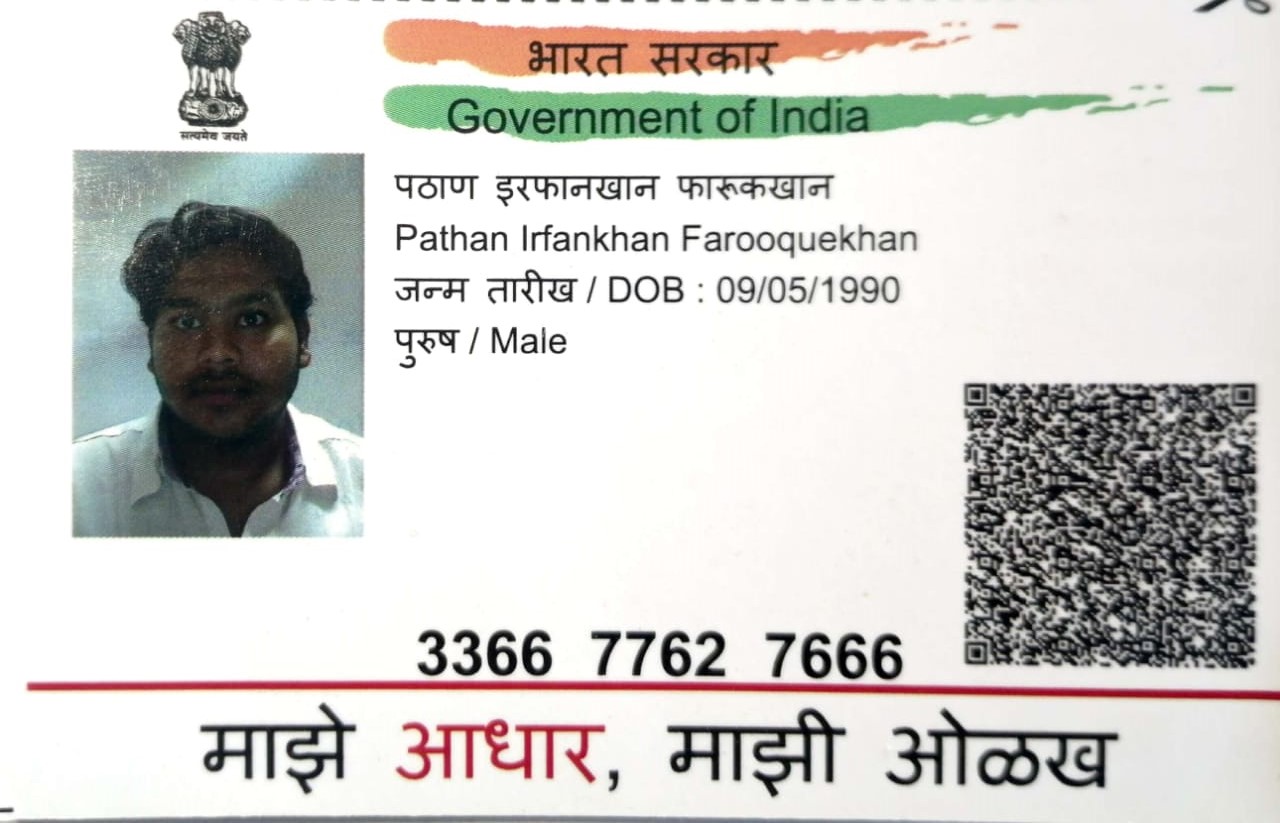 भारत सरकार
Government of India
सत्यमेव जयते
पठाण इरफानखान फारूकखान
Pathan Irfankhan Farooquekhan
जन्म तारीख / DOB : 09/05/1990
पुरुष / Male
3366 7762 7666
माझे आधार, माझी ओळख